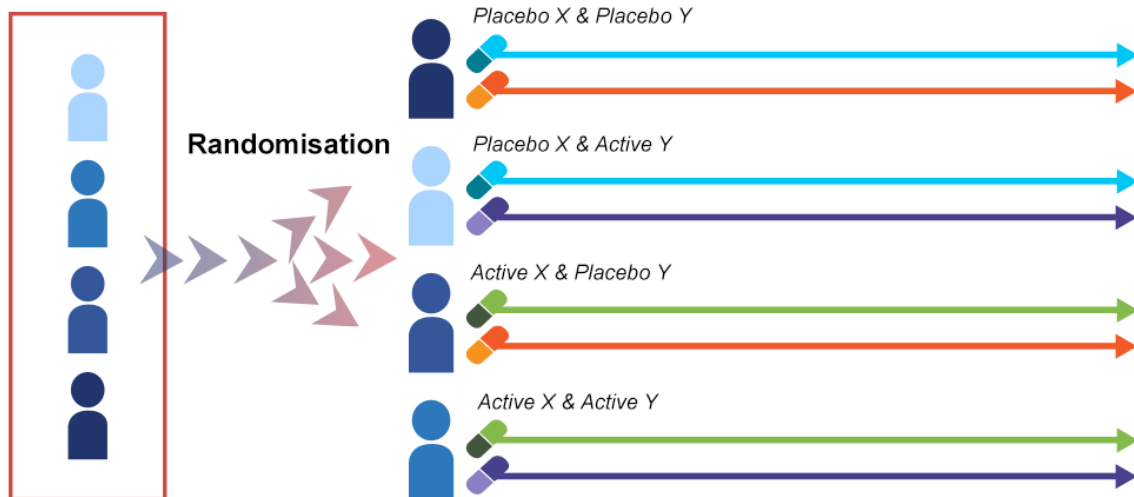 Placebo X & Placebo Y
Randomisation
Placebo X & Active Y
Active X & Placebo Y
Active X & Active Y